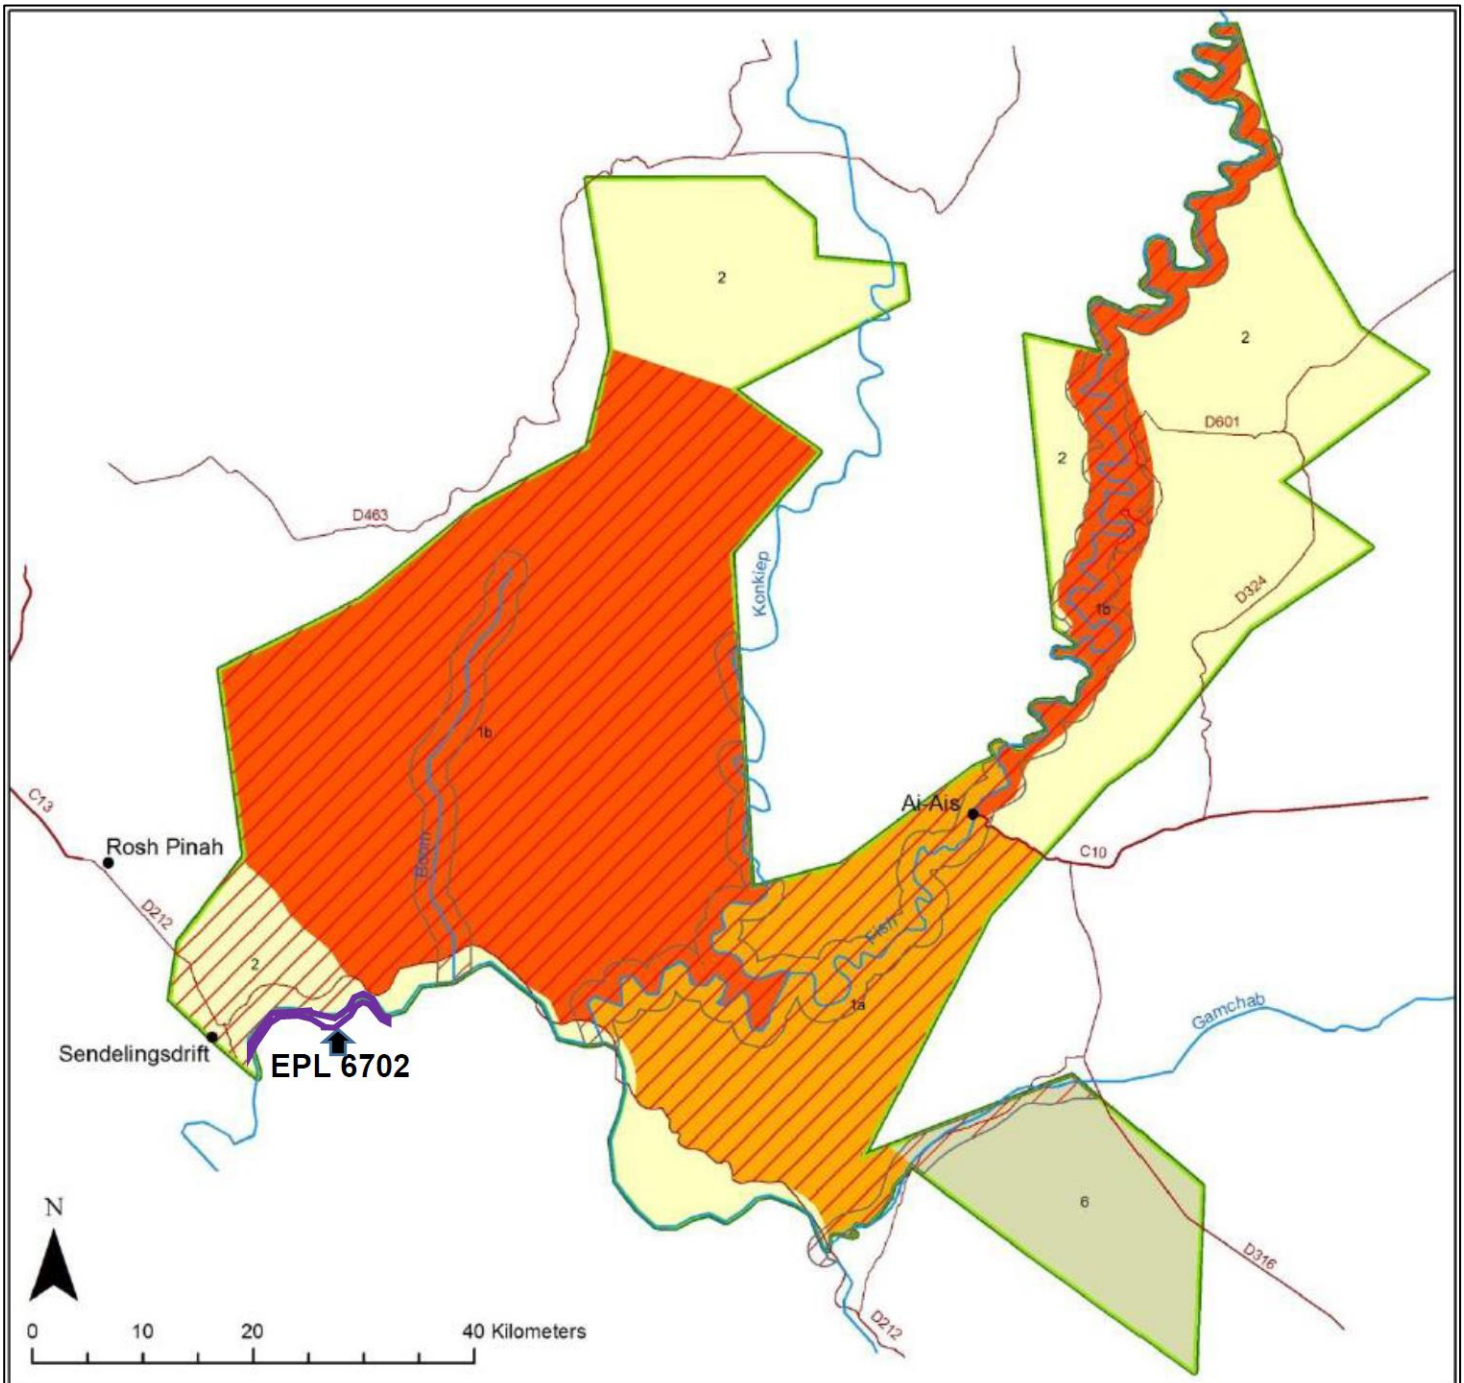 2
2
D601
2
D463
Konkiep
D324
1b
1b
C13
Rosh Pinah
Boom
Ai-Ais
C10
D212
Fish
2
1a
Gamchab
Sendelingsdrift
EPL 6702
6
N
D316
0 10 20 40 Kilometers
D212